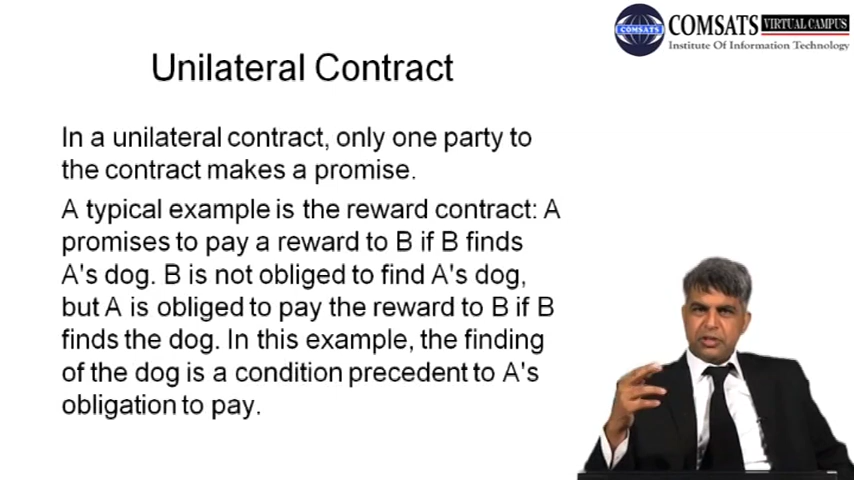 COMSATS
COMSATS VIRTUAL CAMPUS
Institute Of Information Technology
Unilateral Contract
In a unilateral contract, only one party to
the contract makes a promise.
A typical example is the reward contract: A
promises to pay a reward to B if B finds
A's dog. B is not obliged to find A's dog,
but A is obliged to pay the reward to B if B
finds the dog. In this example, the finding
of the dog is a condition precedent to A's
obligation to pay.